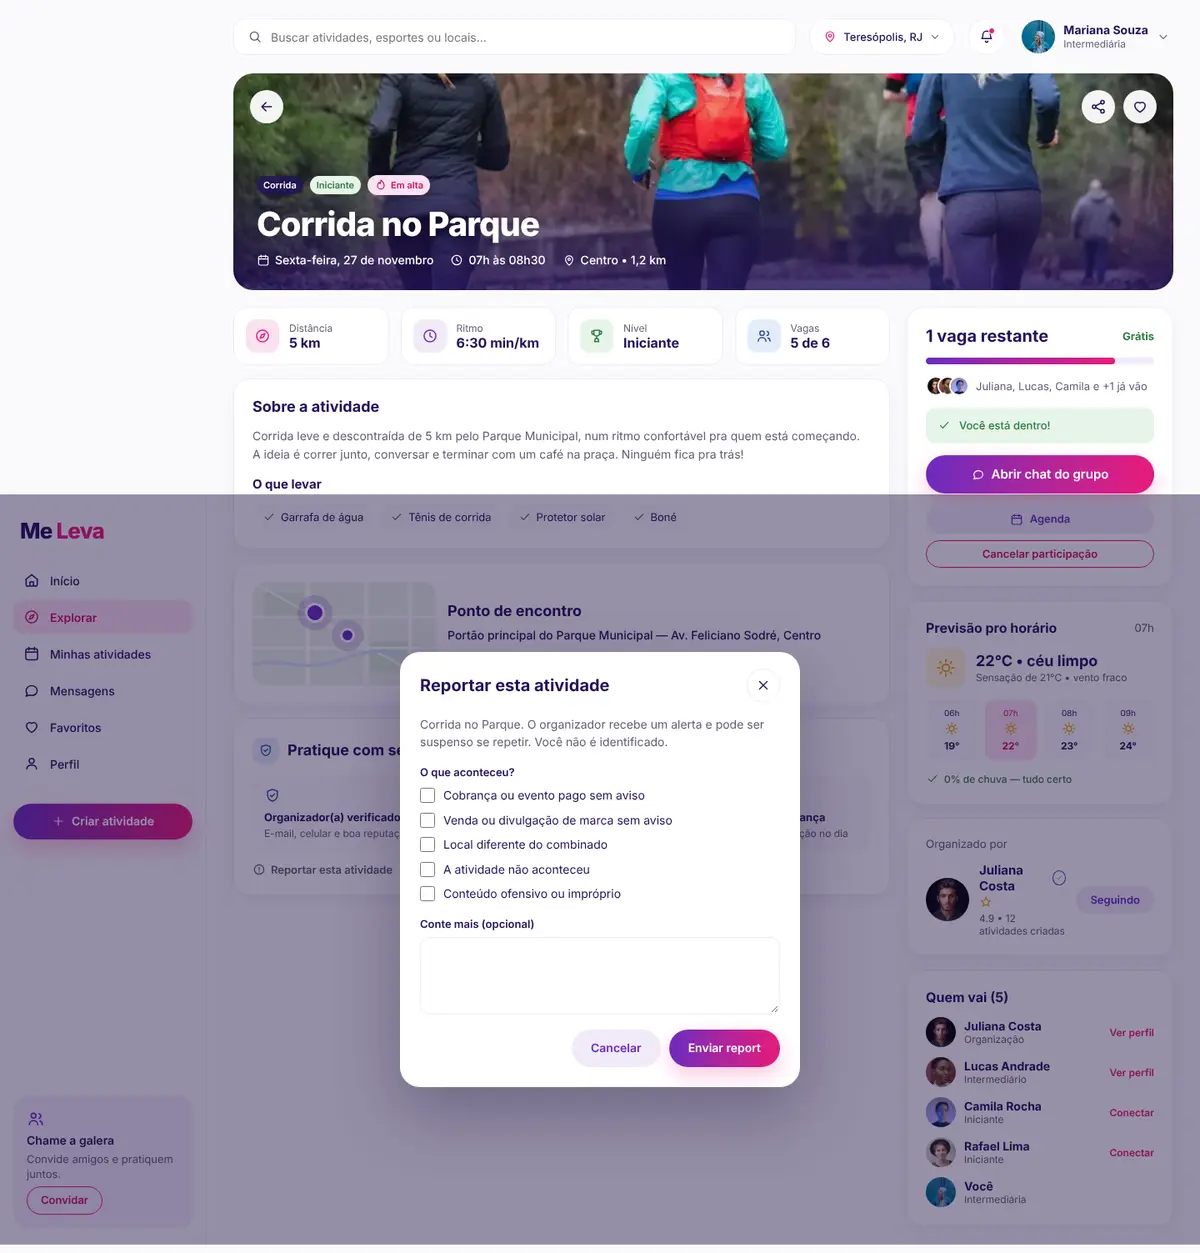 Buscar atividades, esportes ou locais...
Teresópolis, RJ
Mariana Souza
Intermediária
Corrida
Iniciante
Em alta
Corrida no Parque
Sexta-feira, 27 de novembro
07h às 08h30
Centro • 1,2 km
Distância
5 km
Ritmo
6:30 min/km
Nível
Iniciante
Vagas
5 de 6
1 vaga restante
Grátis
Juliana, Lucas, Camila e +1 já vão
Você está dentro!
Abrir chat do grupo
Agenda
Cancelar participação
Sobre a atividade
Corrida leve e descontraída de 5 km pelo Parque Municipal, num ritmo confortável pra quem está começando.
A ideia é correr junto, conversar e terminar com um café na praça. Ninguém fica pra trás!
O que levar
Garrafa de água
Tênis de corrida
Protetor solar
Boné
Me Leva
Início
Explorar
Minhas atividades
Mensagens
Favoritos
Perfil
+ Criar atividade
Chame a galera
Convide amigos e pratiquem
juntos.
Convidar
Ponto de encontro
Portão principal do Parque Municipal — Av. Feliciano Sodré, Centro
Pratique com se
Organizador(a) verificado
E-mail, celular e boa reputaç
ança
ção no dia
Reportar esta atividade
Reportar esta atividade
Corrida no Parque. O organizador recebe um alerta e pode ser
suspenso se repetir. Você não é identificado.
O que aconteceu?
Cobrança ou evento pago sem aviso
Venda ou divulgação de marca sem aviso
Local diferente do combinado
A atividade não aconteceu
Conteúdo ofensivo ou impróprio
Conte mais (opcional)
Cancelar
Enviar report
Previsão pro horário
07h
22°C • céu limpo
Sensação de 21°C • vento fraco
06h
07h
08h
09h
19°
22°
23°
24°
0% de chuva — tudo certo
Organizado por
Juliana
Costa
4.9 • 12
atividades criadas
Seguindo
Quem vai (5)
Juliana Costa
Organização
Ver perfil
Lucas Andrade
Intermediário
Ver perfil
Camila Rocha
Iniciante
Conectar
Rafael Lima
Iniciante
Conectar
Você
Intermediária